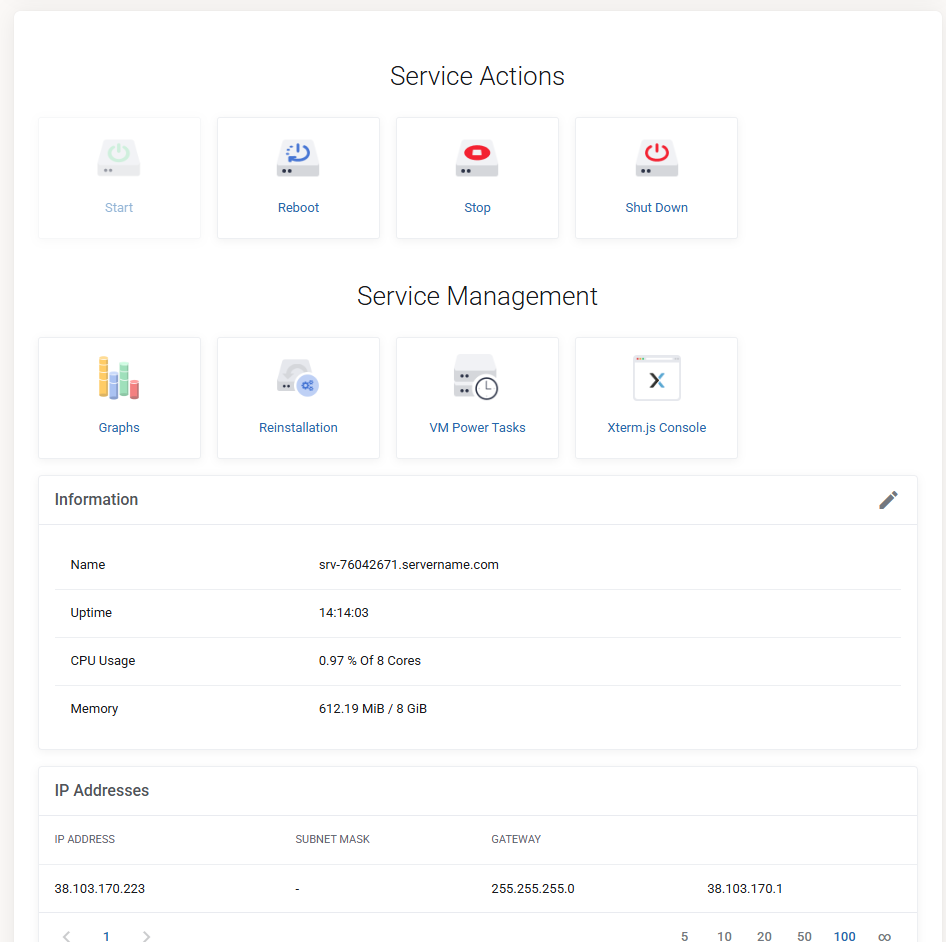 Service Actions
Start
Reboot
Stop
Shut Down
Service Management
Graphs
Reinstallation
VM Power Tasks
X
Xterm.js Console
Information
Name srv-76042671.servername.com
Uptime 14:14:03
CPU Usage 0.97 % Of 8 Cores
Memory 612.19 MiB / 8 GiB
IP Addresses
IP ADDRESS SUBNET MASK GATEWAY
38.103.170.223 - 255.255.255.0 38.103.170.1
1 5 10 20 50 100 ∞